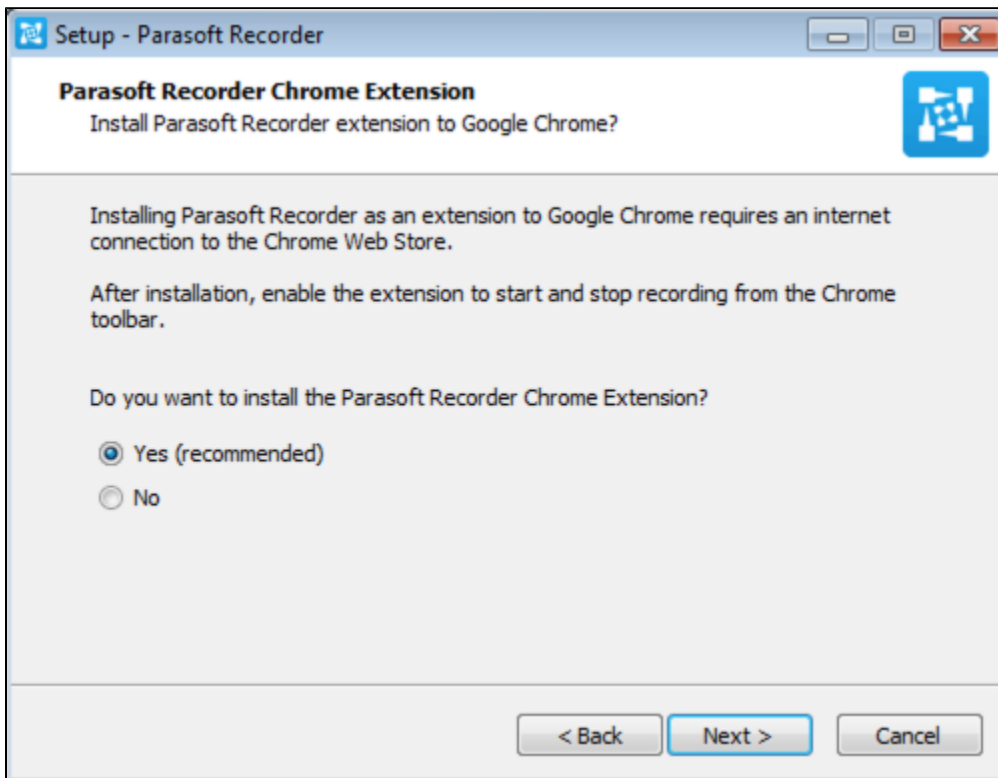 Setup - Parasoft Recorder
Parasoft Recorder Chrome Extension
Install Parasoft Recorder extension to Google Chrome?
Installing Parasoft Recorder as an extension to Google Chrome requires an internet
connection to the Chrome Web Store.
After installation, enable the extension to start and stop recording from the Chrome
toolbar.
Do you want to install the Parasoft Recorder Chrome Extension?
Yes (recommended)
No
< Back
Next >
Cancel